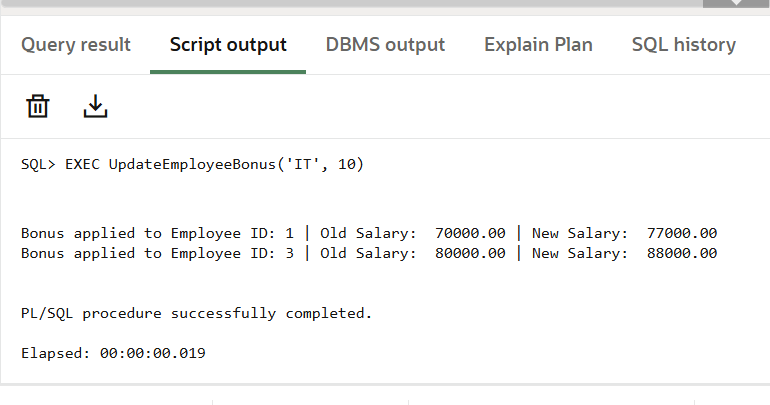 Query result Script output DBMS output Explain Plan SQL history
SQL> EXEC UpdateEmployeeBonus('IT', 10)
Bonus applied to Employee ID: 1 | Old Salary:  70000.00 | New Salary:  77000.00
Bonus applied to Employee ID: 3 | Old Salary:  80000.00 | New Salary:  88000.00
PL/SQL procedure successfully completed.
Elapsed: 00:00:00.019